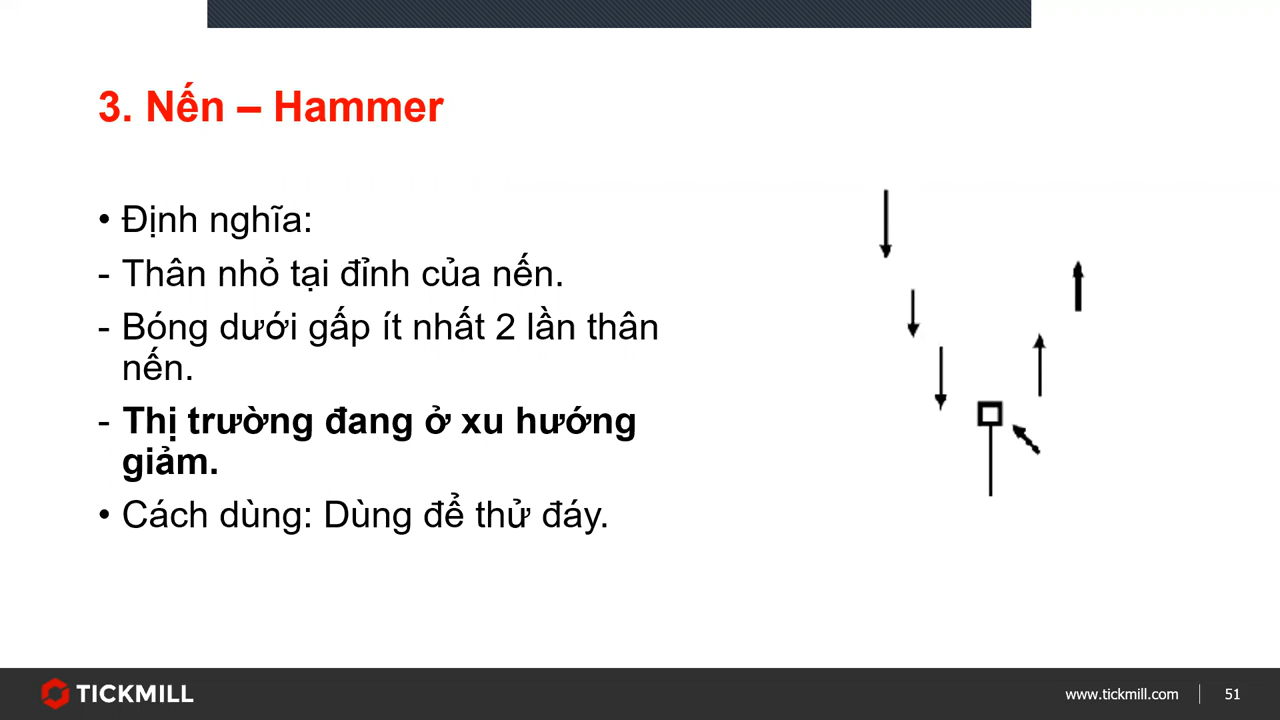 3. Nến – Hammer
• Định nghĩa:
- Thân nhỏ tại đỉnh của nến.
- Bóng dưới gấp ít nhất 2 lần thân
nến.
- Thị trường đang ở xu hướng
giảm.
• Cách dùng: Dùng để thử đáy.
TICKMILL
www.tickmill.com
51